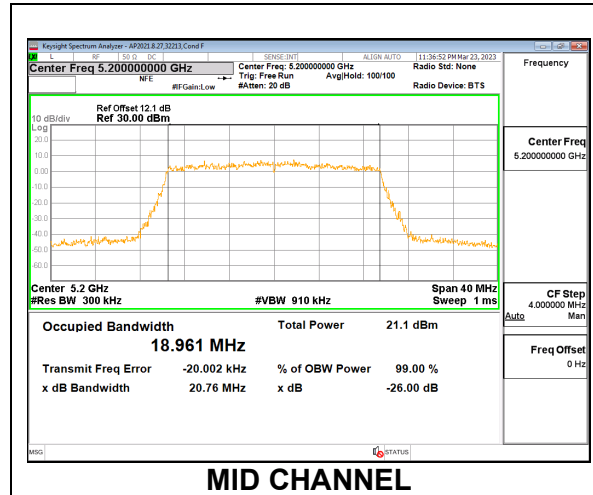 Keysight Spectrum Analyzer - AP2021.8.27,32213,Cond F
L RF 50 Ω DC SENSE:INT ALIGN AUTO 11:36:52 PM Mar 23, 2023
Center Freq 5.200000000 GHz Center Freq: 5.200000000 GHz Radio Std: None
NFE Trig: Free Run Avg|Hold: 100/100
#IFGain:Low #Atten: 20 dB Radio Device: BTS
Frequency
Ref Offset 12.1 dB
10 dB/div Ref 30.00 dBm
Log
20.0
10.0
0.00
-10.0
-20.0
-30.0
-40.0
-50.0
-60.0
Center 5.2 GHz Span 40 MHz
#Res BW 300 kHz #VBW 910 kHz Sweep 1 ms
Occupied Bandwidth Total Power 21.1 dBm
18.961 MHz
Transmit Freq Error -20.002 kHz % of OBW Power 99.00 %
x dB Bandwidth 20.76 MHz x dB -26.00 dB
Center Freq
5.200000000 GHz
CF Step
4.000000 MHz
Auto Man
Freq Offset
0 Hz
MSG STATUS
MID CHANNEL